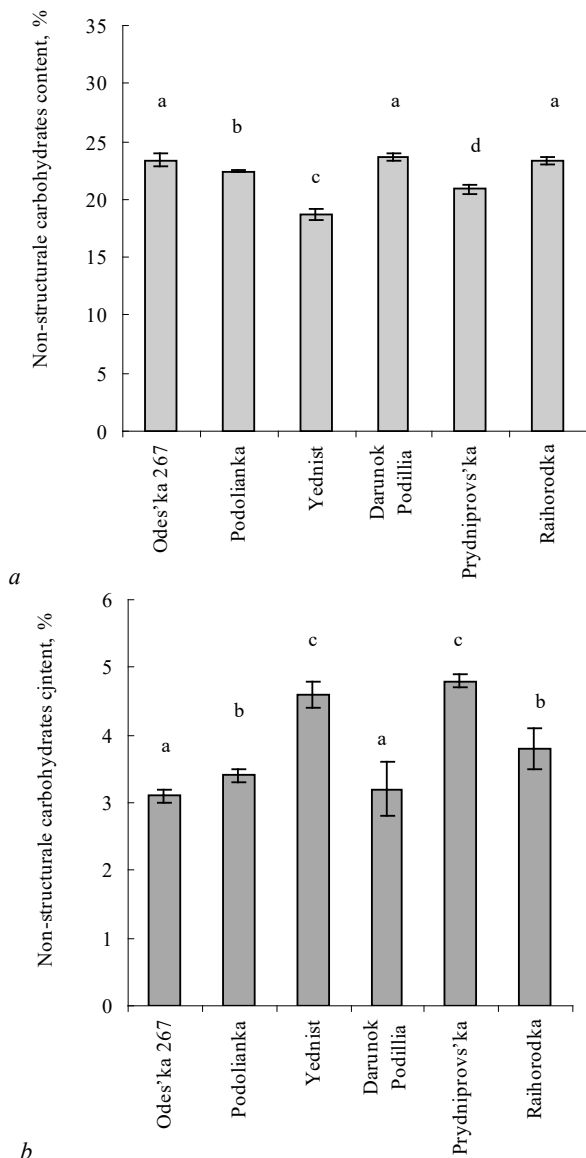 Non-structurale carbohydrates content, %
35
30
25
20
15
10
5
0
a
b
c
a
d
a
Odes’ka 267
Podolianka
Yednist
Darunok
Podillia
Prydniprovs’ka
Raihorodka
a
Non-structurale carbohydrates cjntent, %
6
5
4
3
2
1
0
a
b
c
a
c
b
Odes’ka 267
Podolianka
Yednist
Darunok
Podillia
Prydniprovs’ka
Raihorodka
b